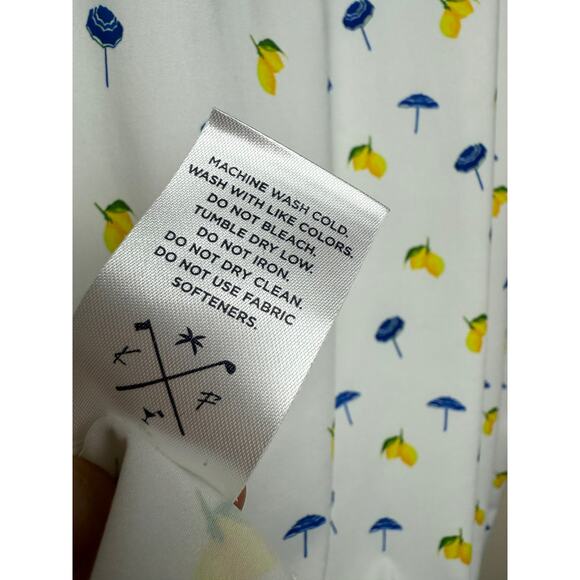 MACHINE WASH COLD.
WASH WITH LIKE COLORS.
DO NOT BLEACH.
TUMBLE DRY LOW.
DO NOT IRON.
DO NOT DRY CLEAN.
DO NOT USE FABRIC
SOFTENERS.
K
P